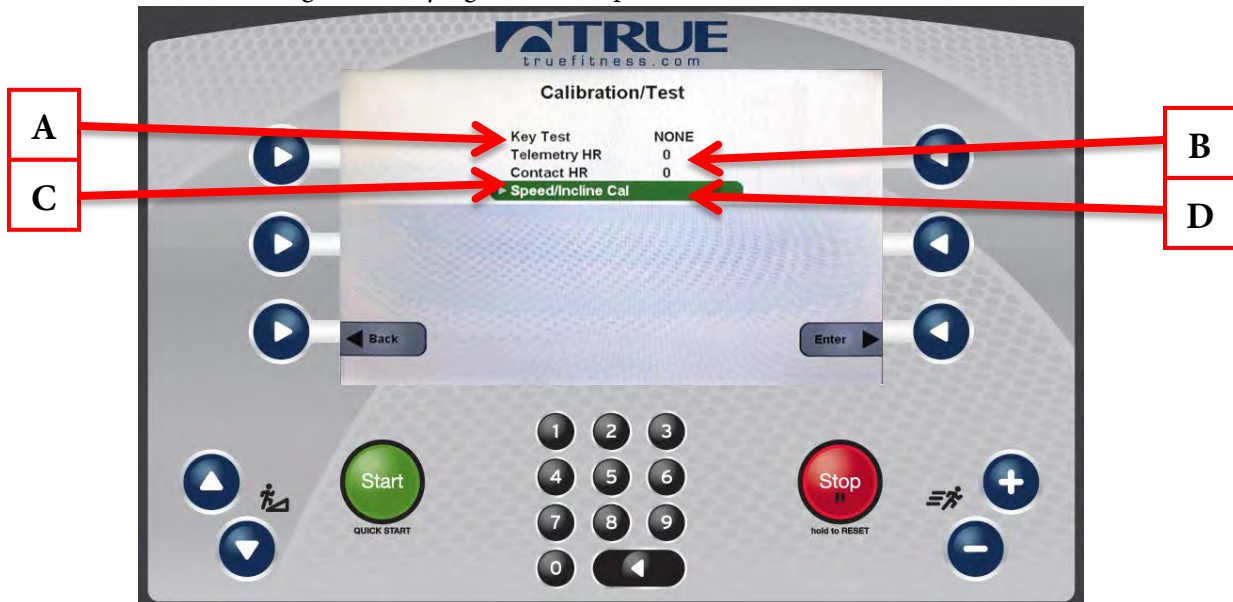 TRUE
truefitness.com
Calibration/Test
A
Key Test NONE
B
Telemetry HR 0
C
Contact HR 0
Speed/Incline Cal
D
Back
Enter
1 2 3
Start
4 5 6
Stop
QUICK START
7 8 9
hold to RESET
0